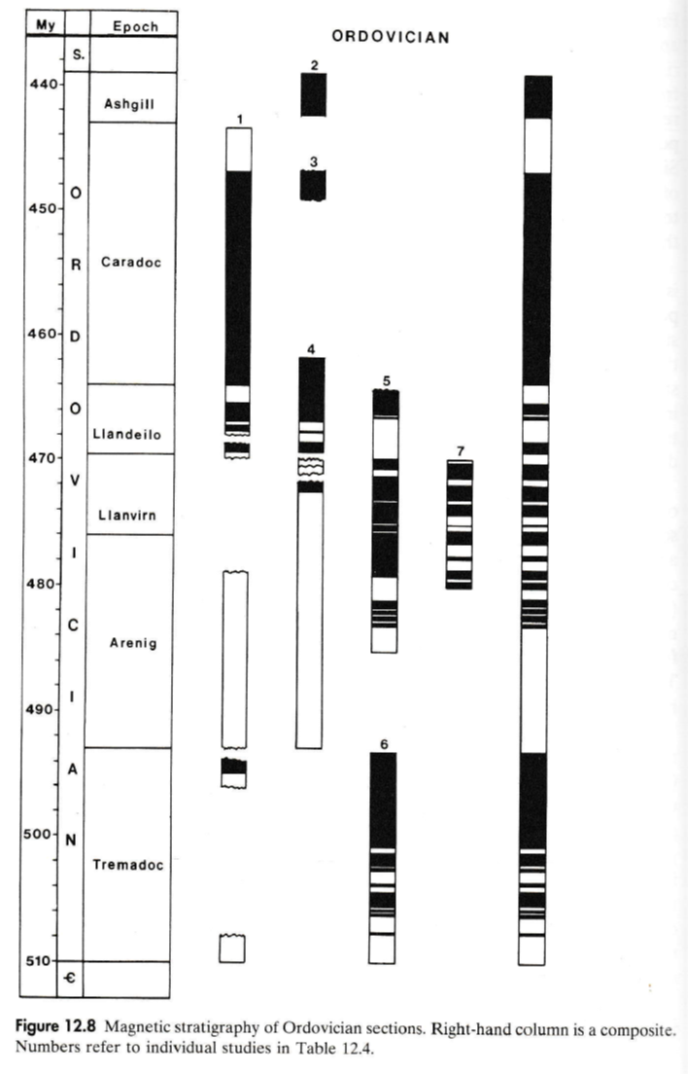 My Epoch
ORDOVICIAN
S.
2
440
Ashgill
1
3
O
450
R
Caradoc
460
D
4
5
O
Llandeilo
7
470
V
Llanvirn
I
480
C
Arenig
I
490
6
A
500
N
Tremadoc
510
Є
Figure 12.8 Magnetic stratigraphy of Ordovician sections. Right-hand column is a composite.
Numbers refer to individual studies in Table 12.4.